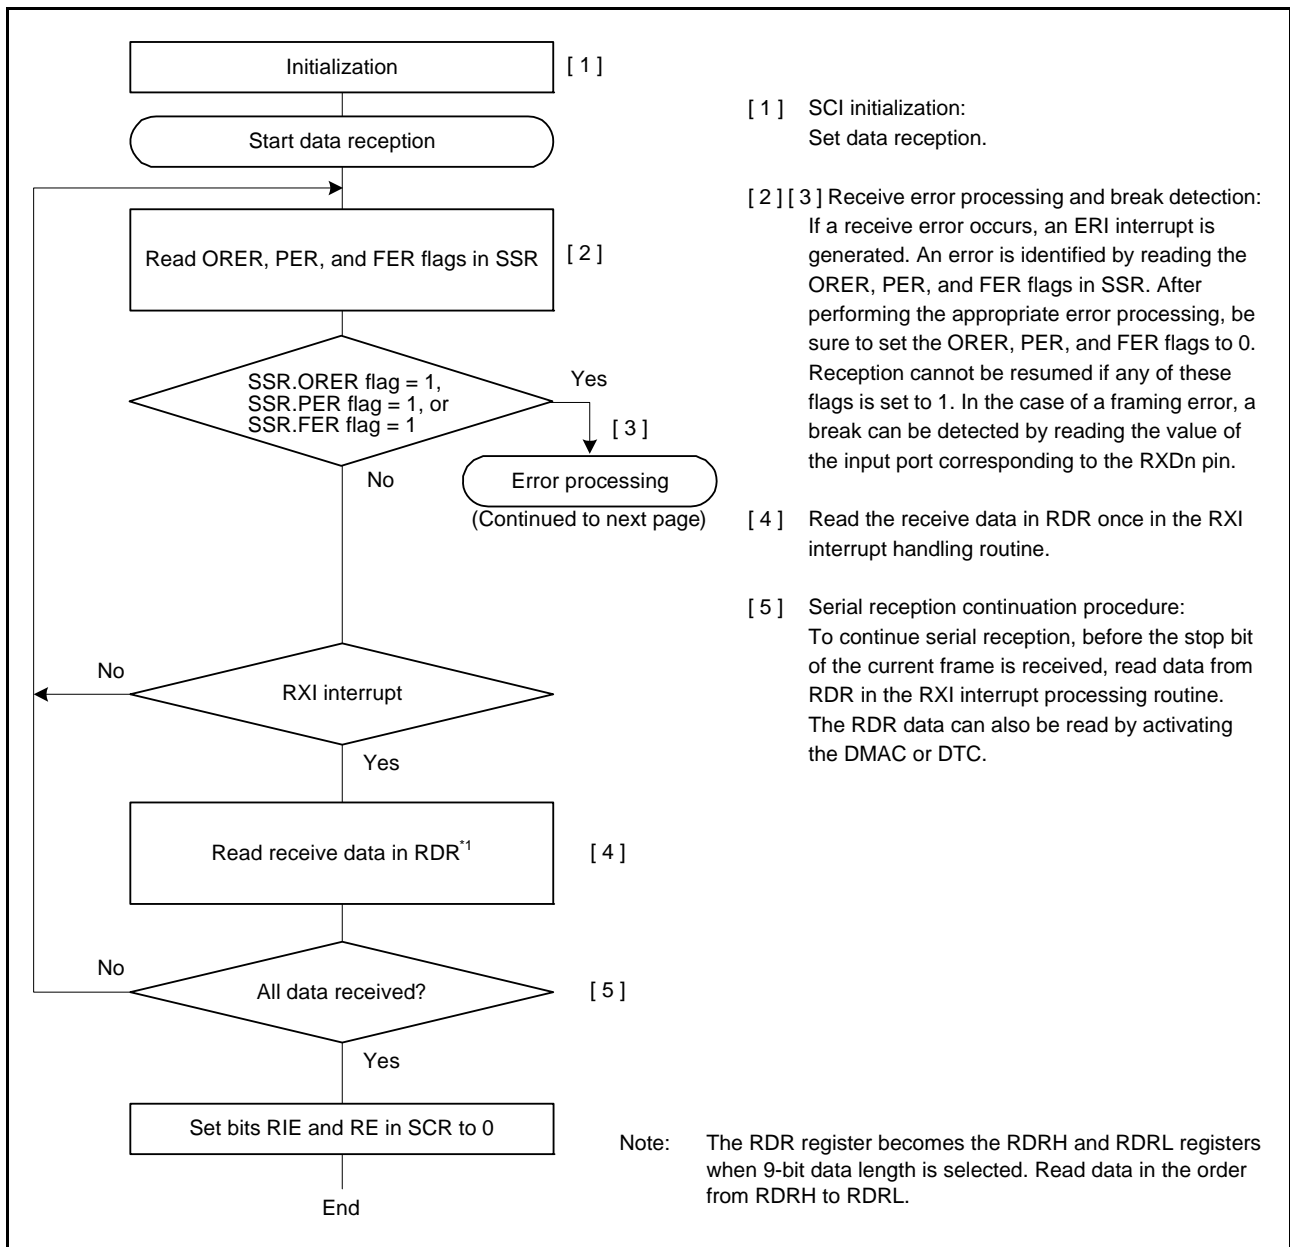 Initialization
[ 1 ]
Start data reception
Read ORER, PER, and FER flags in SSR
[ 2 ]
SSR.ORER flag = 1,
SSR.PER flag = 1, or
SSR.FER flag = 1
Yes
[ 3 ]
No
Error processing
(Continued to next page)
No
RXI interrupt
Yes
Read receive data in RDR*1
[ 4 ]
No
All data received?
[ 5 ]
Yes
Set bits RIE and RE in SCR to 0
End
[ 1 ] SCI initialization:
Set data reception.
[ 2 ] [ 3 ] Receive error processing and break detection:
If a receive error occurs, an ERI interrupt is
generated. An error is identified by reading the
ORER, PER, and FER flags in SSR. After
performing the appropriate error processing, be
sure to set the ORER, PER, and FER flags to 0.
Reception cannot be resumed if any of these
flags is set to 1. In the case of a framing error, a
break can be detected by reading the value of
the input port corresponding to the RXDn pin.
[ 4 ] Read the receive data in RDR once in the RXI
interrupt handling routine.
[ 5 ] Serial reception continuation procedure:
To continue serial reception, before the stop bit
of the current frame is received, read data from
RDR in the RXI interrupt processing routine.
The RDR data can also be read by activating
the DMAC or DTC.
Note: The RDR register becomes the RDRH and RDRL registers
when 9-bit data length is selected. Read data in the order
from RDRH to RDRL.